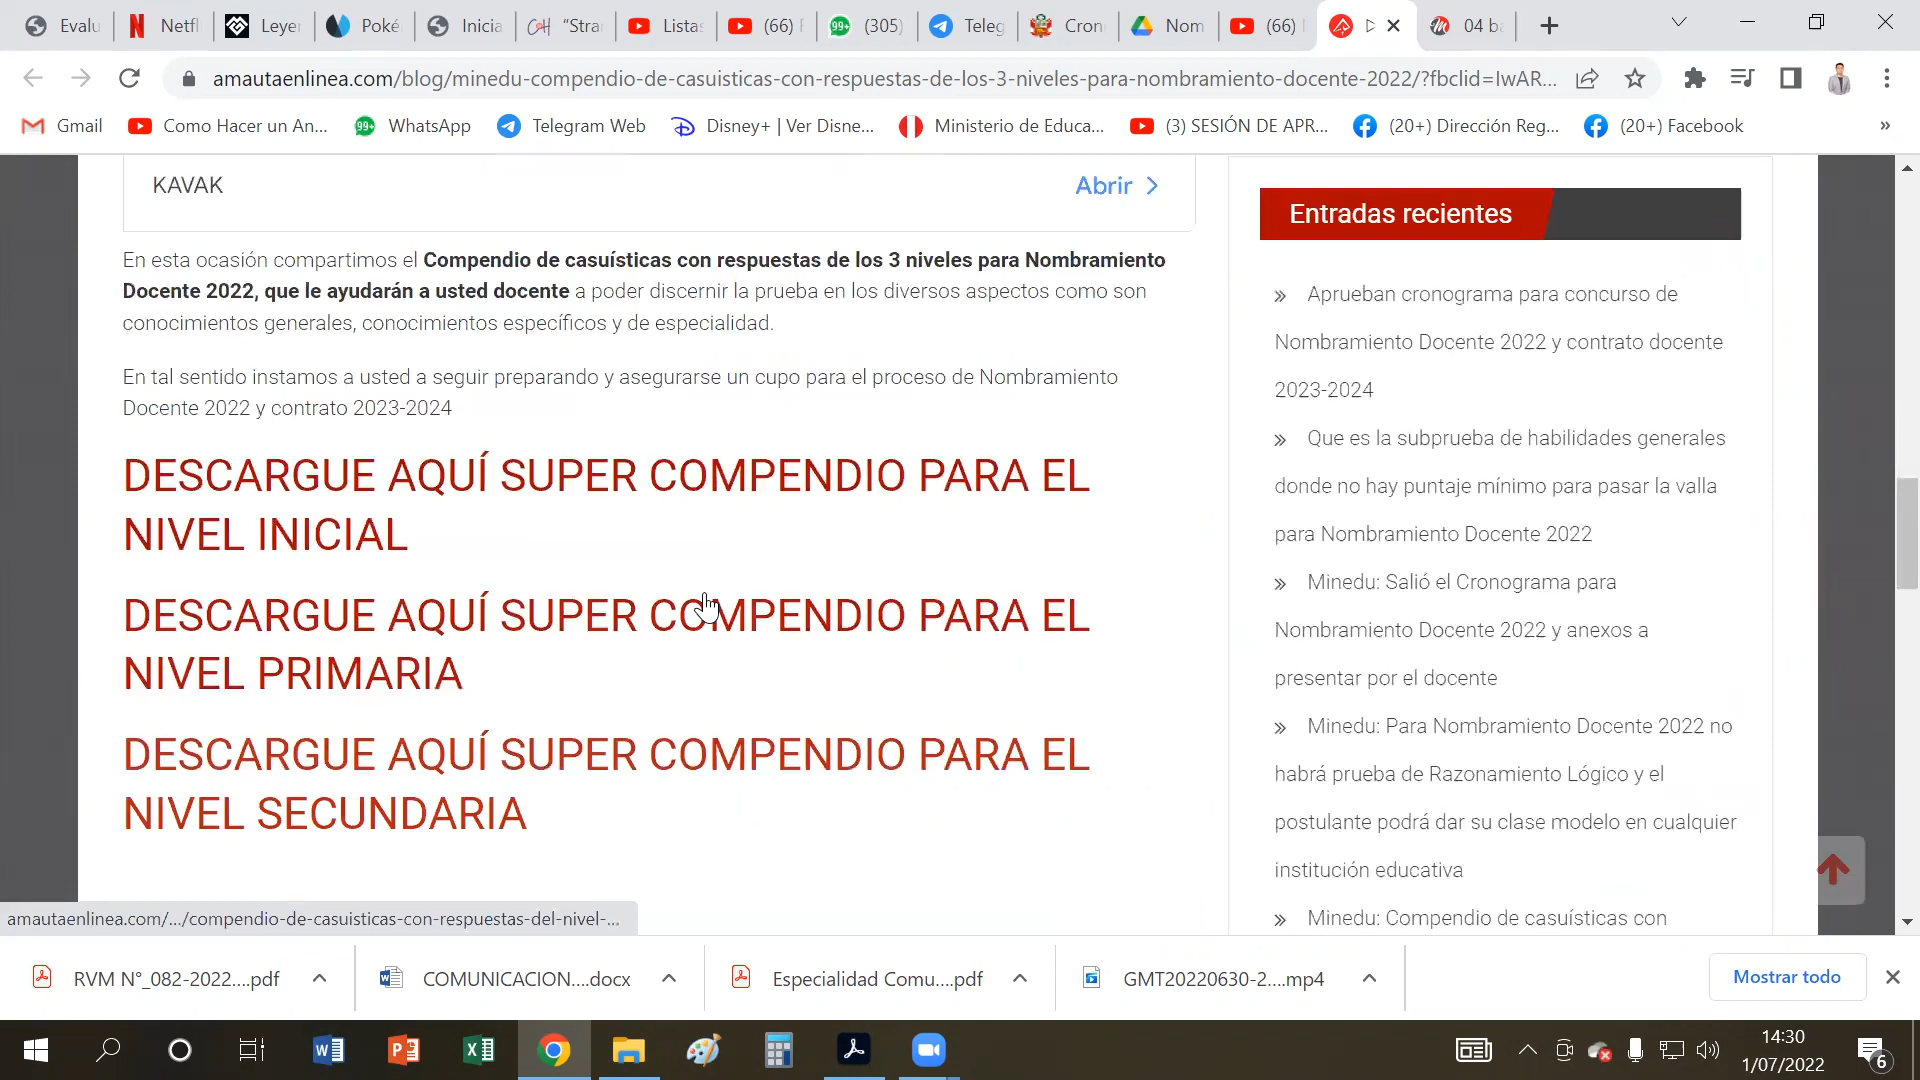 Evalu
Netfl
Leyer
Poké
Inicia
"Strar
Listas
(66)
(305)
Teleg
Cron
Nom
(66)
04 ba
amautaenlinea.com/blog/minedu-compendio-de-casuisticas-con-respuestas-de-los-3-niveles-para-nombramiento-docente-2022/?fbclid=IwAR...
Gmail
Como Hacer un An...
99+
WhatsApp
Telegram Web
Disney+ | Ver Disne...
Ministerio de Educa...
(3) SESIÓN DE APR...
(20+) Dirección Reg...
(20+) Facebook
»
KAVAK
Abrir
En esta ocasión compartimos el Compendio de casuísticas con respuestas de los 3 niveles para Nombramiento
Docente 2022, que le ayudarán a usted docente a poder discernir la prueba en los diversos aspectos como son
conocimientos generales, conocimientos específicos y de especialidad.
En tal sentido instamos a usted a seguir preparando y asegurarse un cupo para el proceso de Nombramiento
Docente 2022 y contrato 2023-2024
DESCARGUE AQUÍ SUPER COMPENDIO PARA EL
NIVEL INICIAL
DESCARGUE AQUÍ SUPER COMPENDIO PARA EL
NIVEL PRIMARIA
DESCARGUE AQUÍ SUPER COMPENDIO PARA EL
NIVEL SECUNDARIA
Entradas recientes
» Aprueban cronograma para concurso de
Nombramiento Docente 2022 y contrato docente
2023-2024
» Que es la subprueba de habilidades generales
donde no hay puntaje mínimo para pasar la valla
para Nombramiento Docente 2022
» Minedu: Salió el Cronograma para
Nombramiento Docente 2022 y anexos a
presentar por el docente
» Minedu: Para Nombramiento Docente 2022 no
habrá prueba de Razonamiento Lógico y el
postulante podrá dar su clase modelo en cualquier
institución educativa
» Minedu: Compendio de casuísticas con
amautaenlinea.com/.../compendio-de-casuisticas-con-respuestas-del-nivel-...
RVM N°_082-2022....pdf
COMUNICACION....docx
Especialidad Comu....pdf
GMT20220630-2....mp4
Mostrar todo
14:30
1/07/2022
6